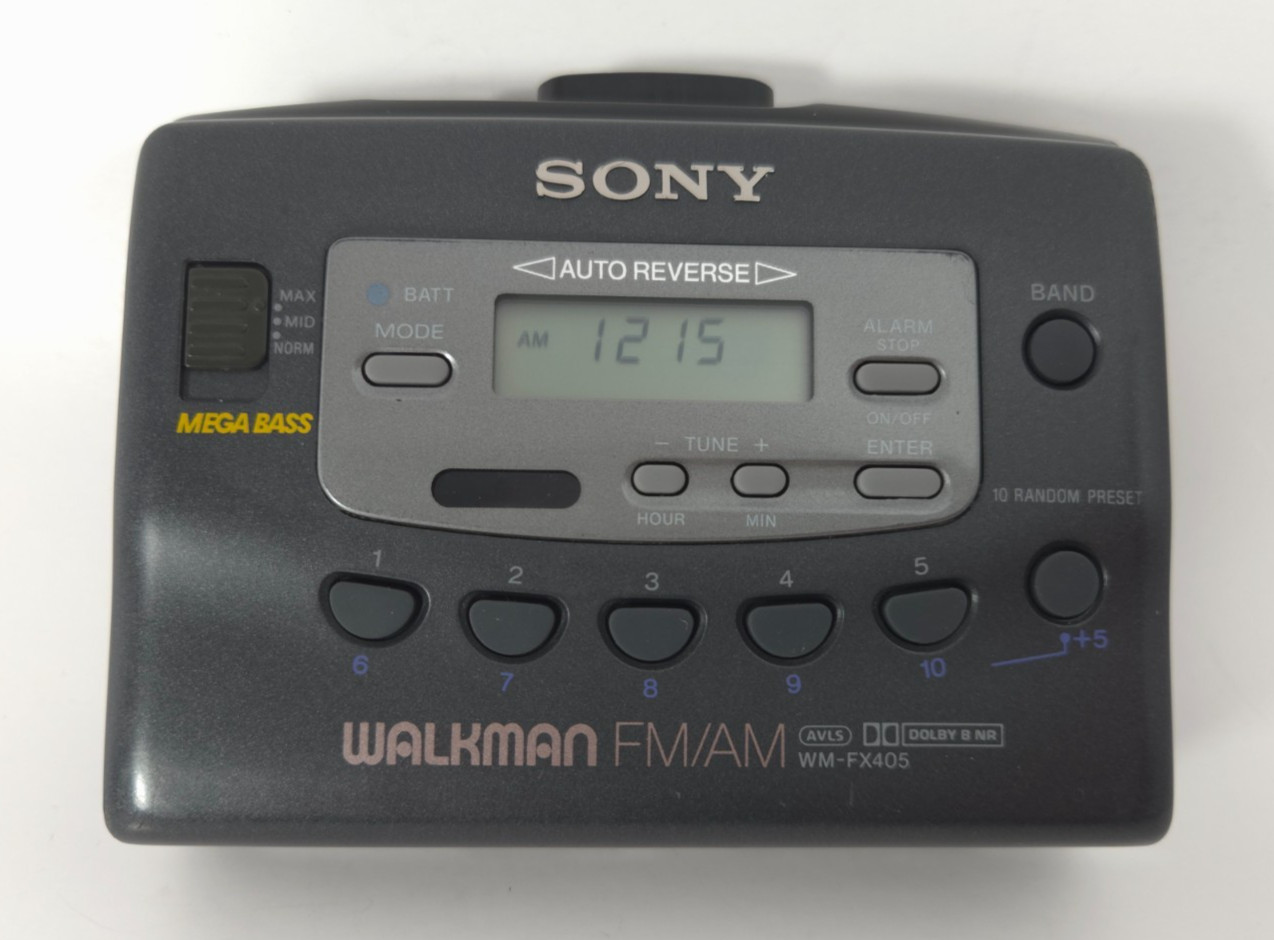 SONY
◁AUTO REVERSE▷
BATT
MODE
AM 1215
ALARM
STOP
ON/OFF
ENTER
BAND
MAX
MID
NORM
MEGA BASS
− TUNE +
HOUR MIN
10 RANDOM PRESET
1 2 3 4 5
6 7 8 9 10 +5
WALKMAN FM/AM AVLS DOLBY B NR
WM-FX405